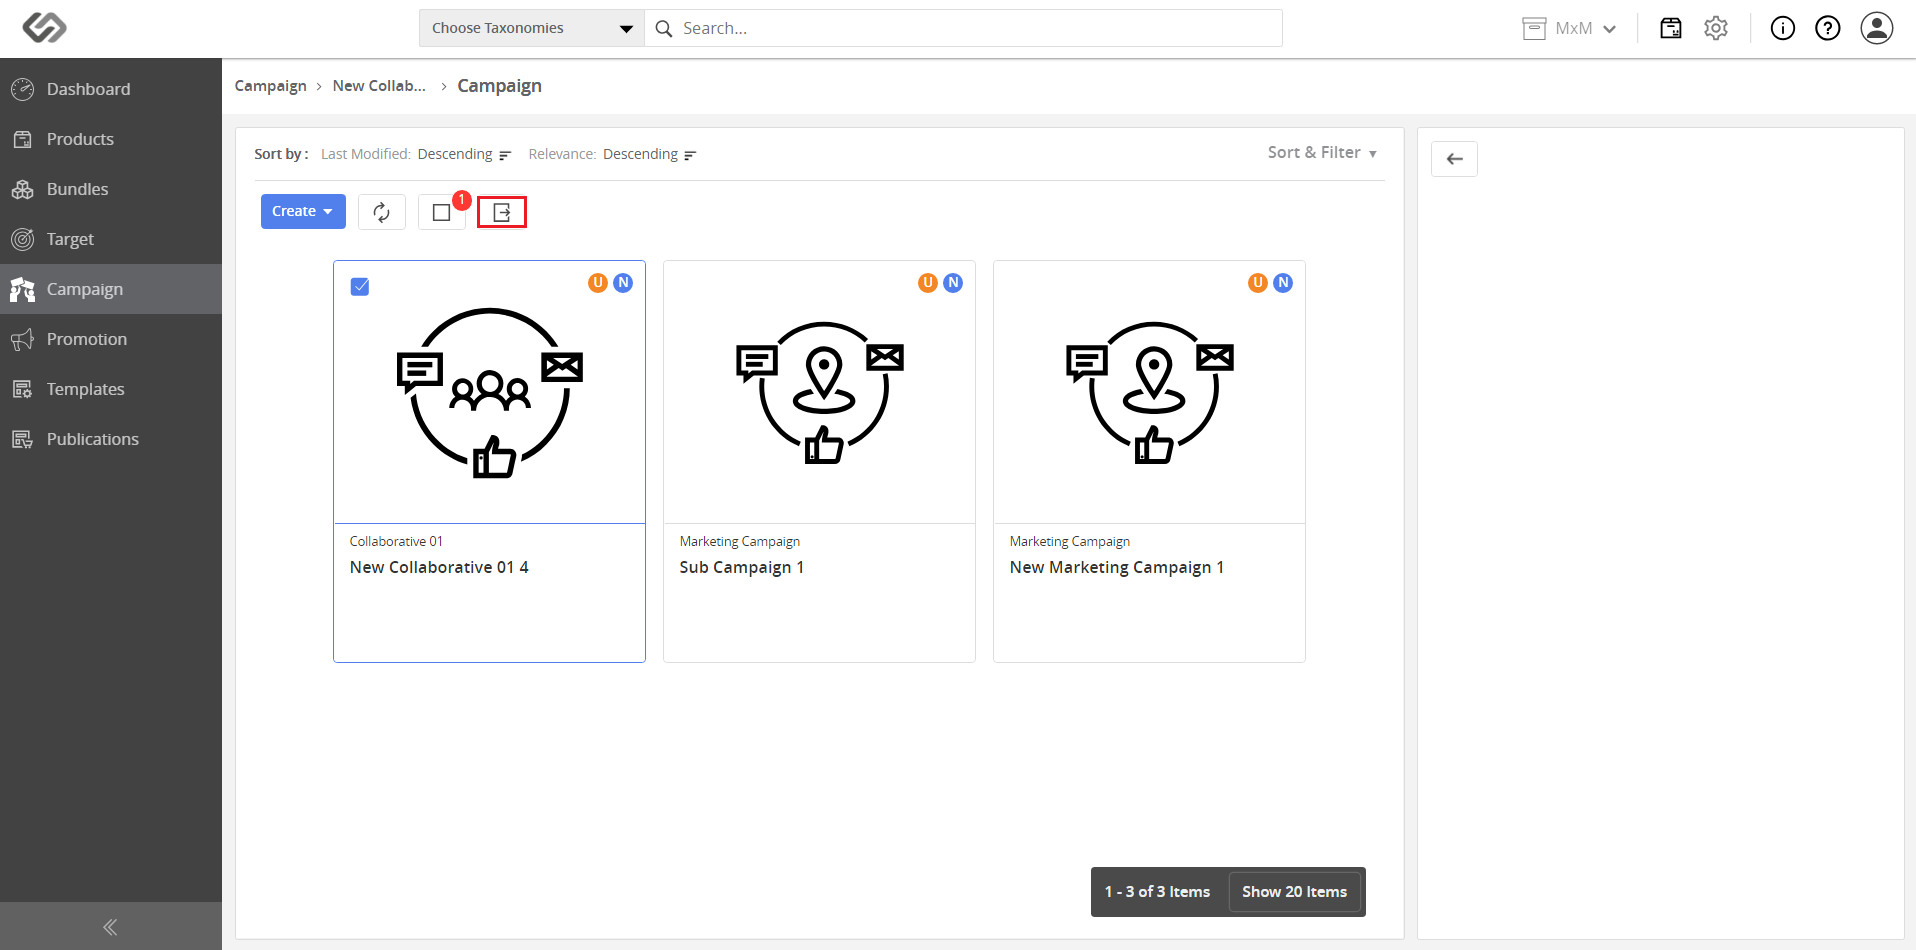 Choose Taxonomies
Search...
MxM
Dashboard
Products
Bundles
Target
Campaign
Promotion
Templates
Publications
Campaign > New Collab... > Campaign
Sort by : Last Modified: Descending Relevance: Descending
Sort & Filter
Create
1
U N
Collaborative 01
New Collaborative 01 4
U N
Marketing Campaign
Sub Campaign 1
U N
Marketing Campaign
New Marketing Campaign 1
1 - 3 of 3 Items
Show 20 Items